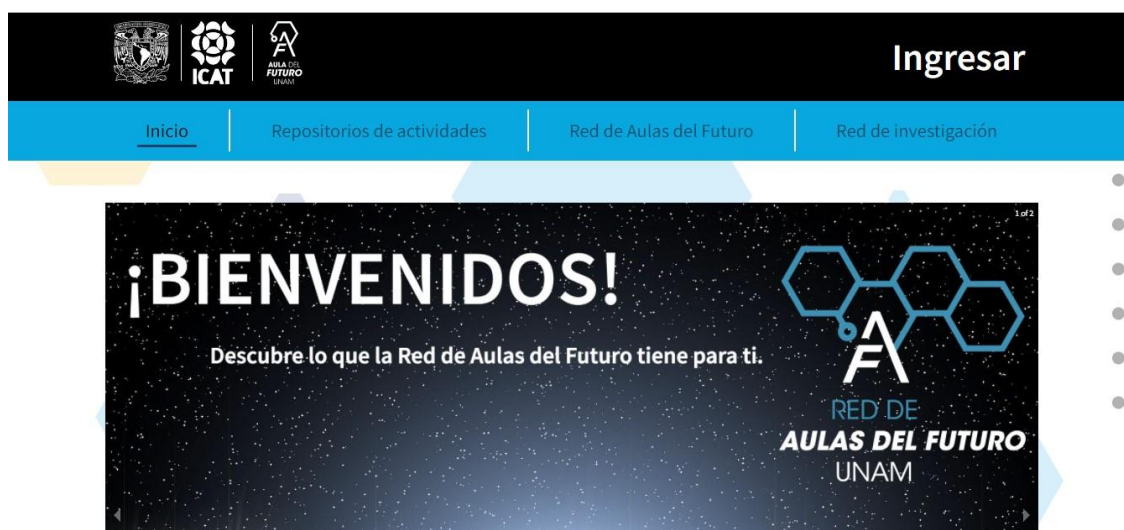 ICAT
AULA DEL
FUTURO
UNAM
Ingresar
Inicio
Repositorios de actividades
Red de Aulas del Futuro
Red de investigación
1 of 2
¡BIENVENIDOS!
Descubre lo que la Red de Aulas del Futuro tiene para ti.
AF
RED DE
AULAS DEL FUTURO
UNAM